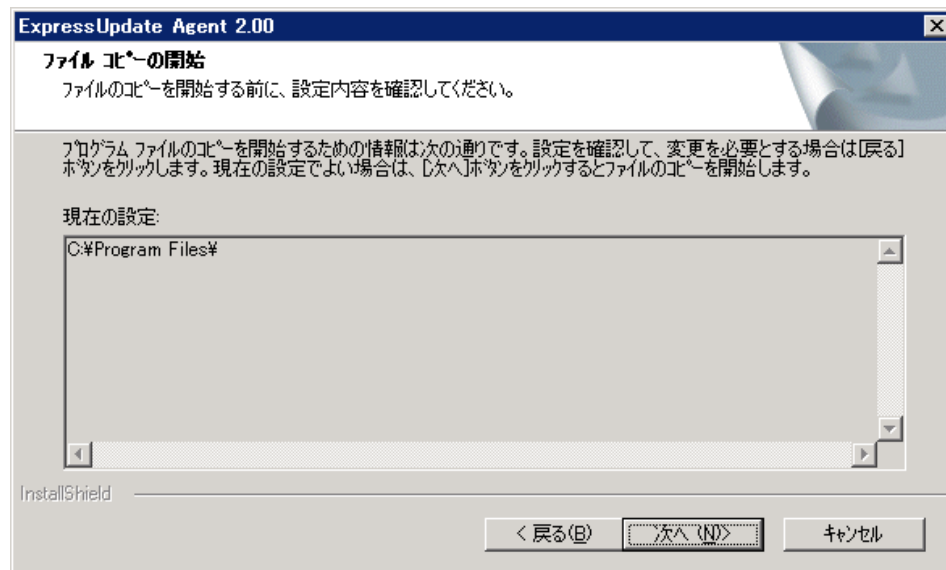 ExpressUpdate Agent 2.00
ファイル コピーの開始
ファイルのコピーを開始する前に、設定内容を確認してください。
プログラム ファイルのコピーを開始するための情報は次の通りです。設定を確認して、変更を必要とする場合は[戻る]
ボタンをクリックします。現在の設定でよい場合は、[次へ]ボタンをクリックするとファイルのコピーを開始します。
現在の設定:
C:¥Program Files¥
InstallShield
< 戻る(B)
次へ (N)>
キャンセル